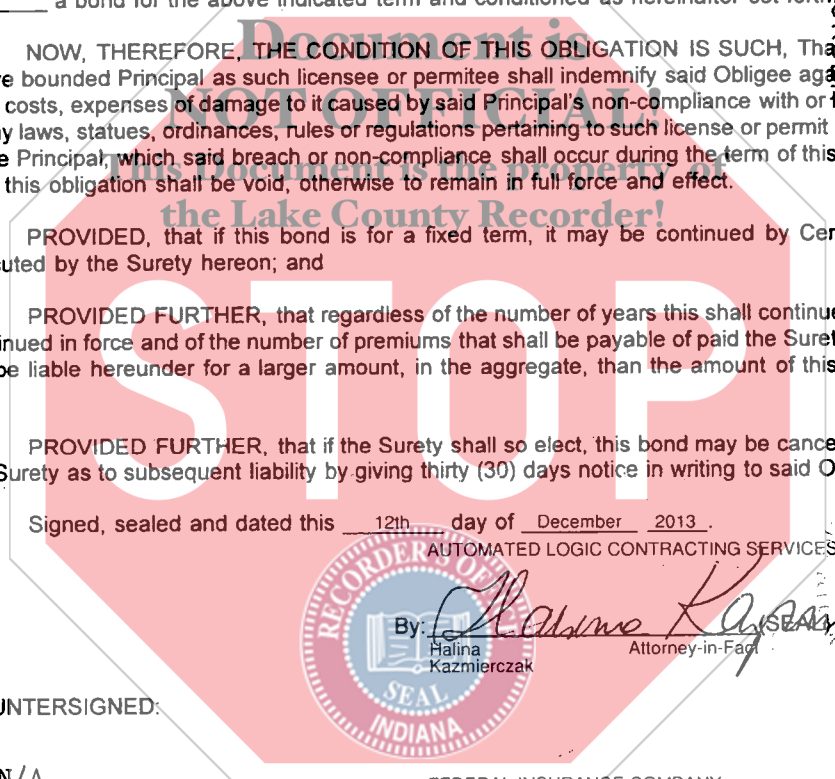 a bond for the above indicated term and conditioned as hereinafter set forth
Document is
NOW, THEREFORE, THE CONDITION OF THIS OBLIGATION IS SUCH, Tha
e bounded Principal as such licensee or permitee shall indemnify said Obligee aga
NOT OFFICIAL!
costs, expenses of damage to it caused by said Principal's non-compliance with or
y laws, statues, ordinances, rules or regulations pertaining to such license or permit
e Principal, which said breach or non-compliance shall occur during the term of this
This Document is the property of
this obligation shall be void, otherwise to remain in full force and effect.
the Lake County Recorder!
PROVIDED, that if this bond is for a fixed term, it may be continued by Cer
uted by the Surety hereon; and
STOP
PROVIDED FURTHER, that regardless of the number of years this shall continue
inued in force and of the number of premiums that shall be payable of paid the Suret
be liable hereunder for a larger amount, in the aggregate, than the amount of this
PROVIDED FURTHER, that if the Surety shall so elect, this bond may be cance
Surety as to subsequent liability by giving thirty (30) days notice in writing to said O
Signed, sealed and dated this 12th day of December 2013.
AUTOMATED LOGIC CONTRACTING SERVICES
RECORDER'S OFFICE
By: (SEAL)
Halina Attorney-in-Fact
Kazmierczak
SEAL
INDIANA
UNTERSIGNED:
N/A
FEDERAL INSURANCE COMPANY